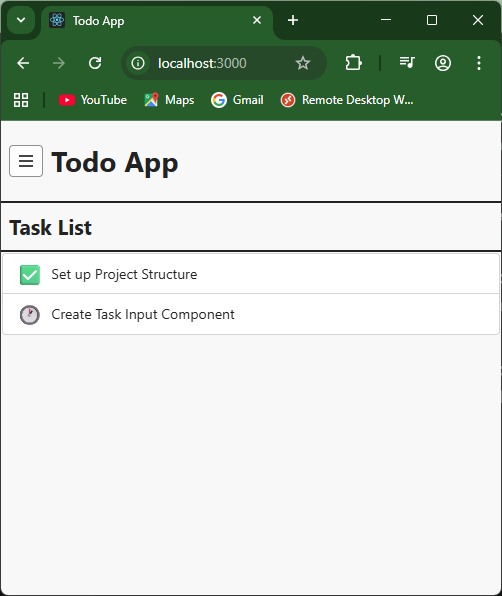 Todo App
localhost:3000
YouTube
Maps
Gmail
Remote Desktop W...
Todo App
Task List
Set up Project Structure
Create Task Input Component